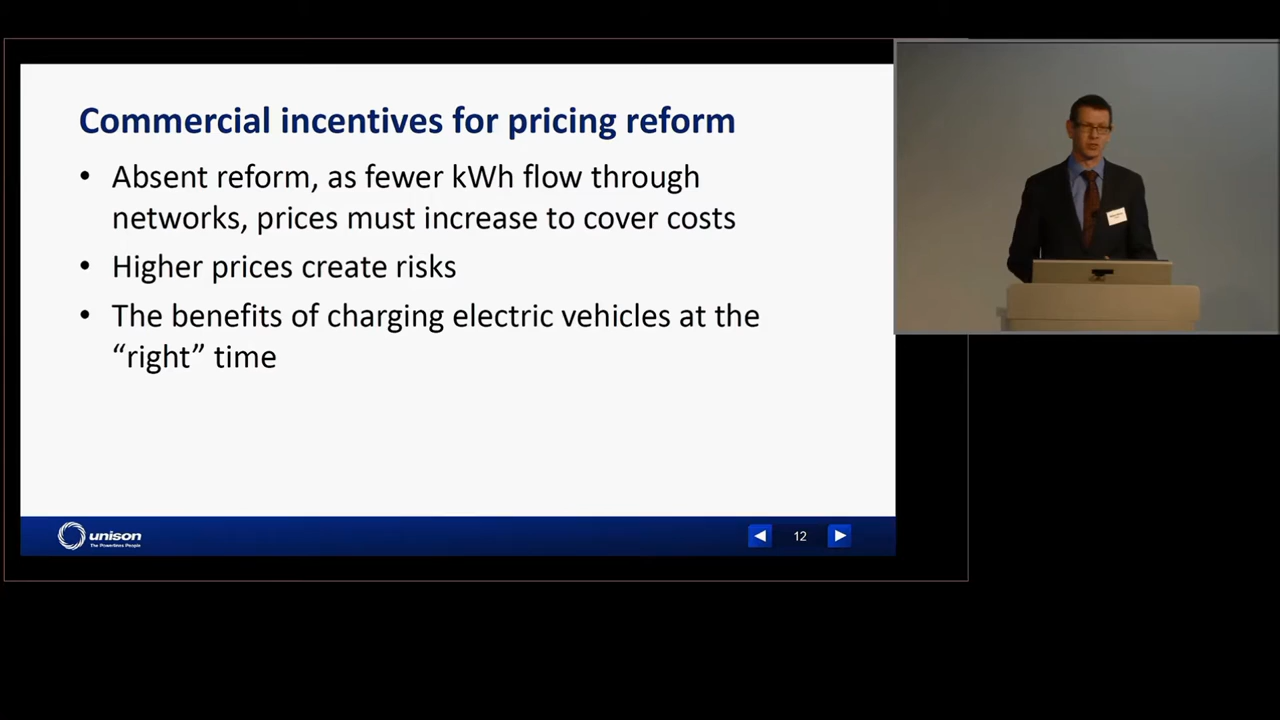 Commercial incentives for pricing reform
• Absent reform, as fewer kWh flow through
networks, prices must increase to cover costs
• Higher prices create risks
• The benefits of charging electric vehicles at the
“right” time
unison
The Powerlines People
12